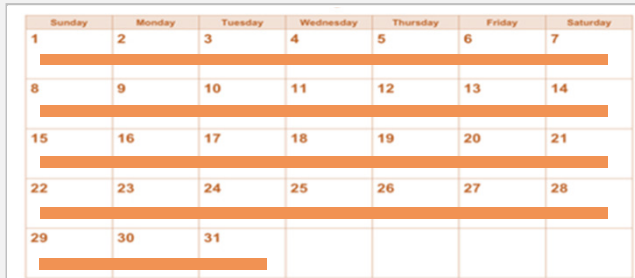 Sunday Monday Tuesday Wednesday Thursday Friday Saturday
1 2 3 4 5 6 7
8 9 10 11 12 13 14
15 16 17 18 19 20 21
22 23 24 25 26 27 28
29 30 31